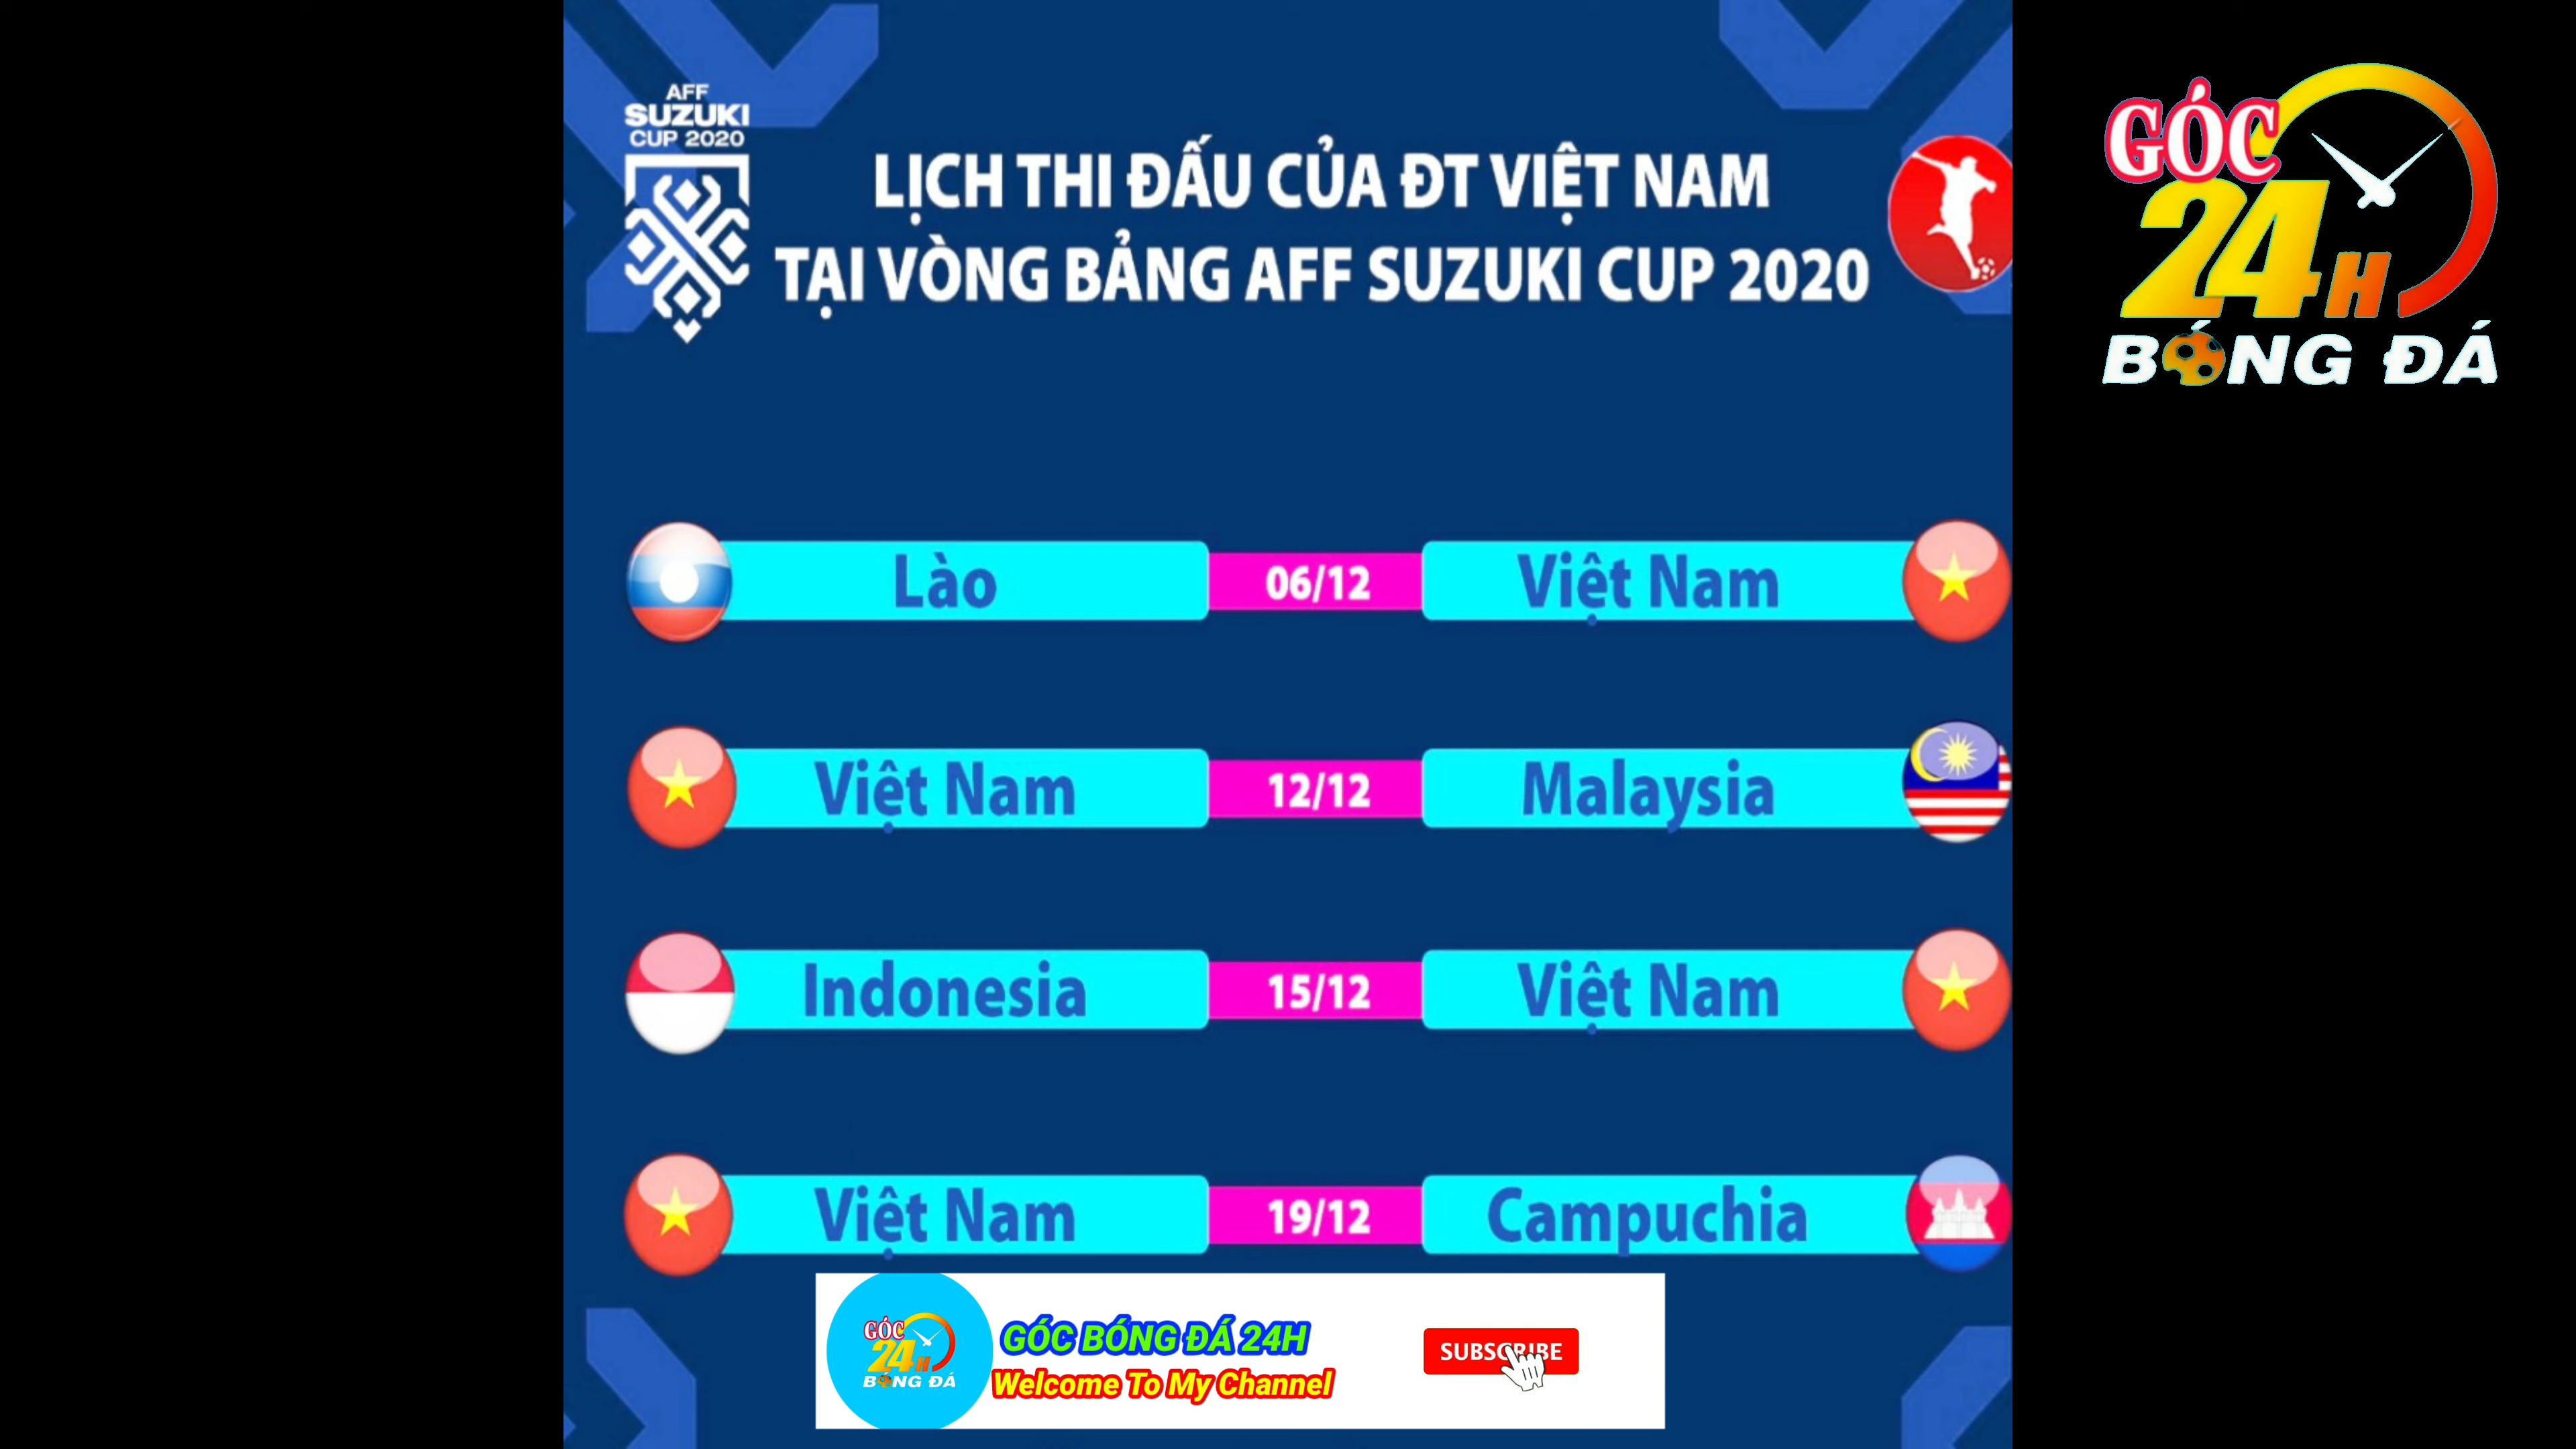 AFF
SUZUKI
CUP 2020
LỊCH THI ĐẤU CỦA ĐT VIỆT NAM
TẠI VÒNG BẢNG AFF SUZUKI CUP 2020
GÓC
24H
BÓNG ĐÁ
Lào 06/12 Việt Nam
Việt Nam 12/12 Malaysia
Indonesia 15/12 Việt Nam
Việt Nam 19/12 Campuchia
GÓC
24H
BÓNG ĐÁ
GÓC BÓNG ĐÁ 24H
Welcome To My Channel
SUBSCRIBE